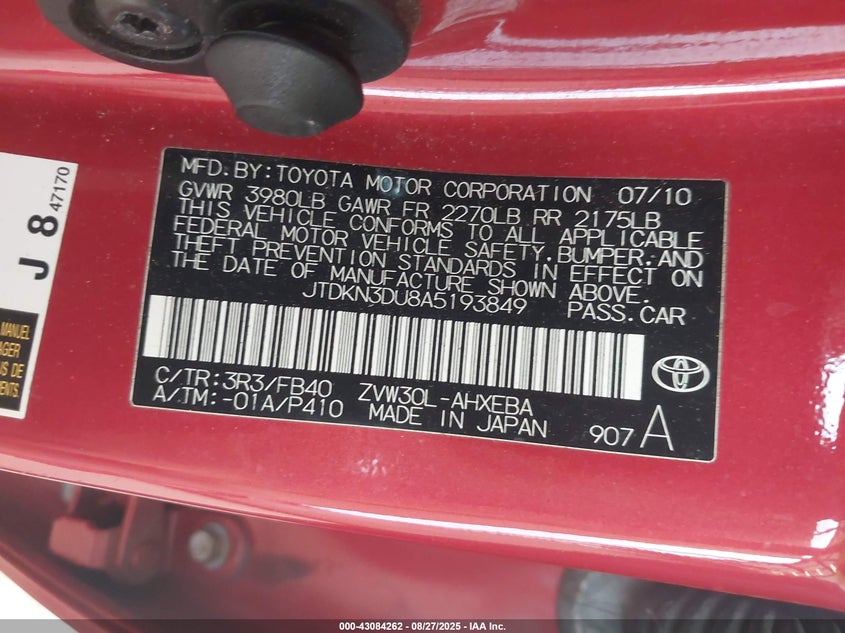 MFD.BY:TOYOTA MOTOR CORPORATION 07/10
GVWR 3980LB GAWR FR 2270LB RR 2175LB
THIS VEHICLE CONFORMS TO ALL APPLICABLE
FEDERAL MOTOR VEHICLE SAFETY,BUMPER,AND
THEFT PREVENTION STANDARDS IN EFFECT ON
THE DATE OF MANUFACTURE SHOWN ABOVE.
JTDKN3DU8A5193849 PASS.CAR
C/TR:3R3/FB40 ZVW30L-AHXEBA
A/TM:-01A/P410 MADE IN JAPAN 907 A
J 8 47170
MANUEL
US DE
000-43084262 - 08/27/2025 - IAA Inc.